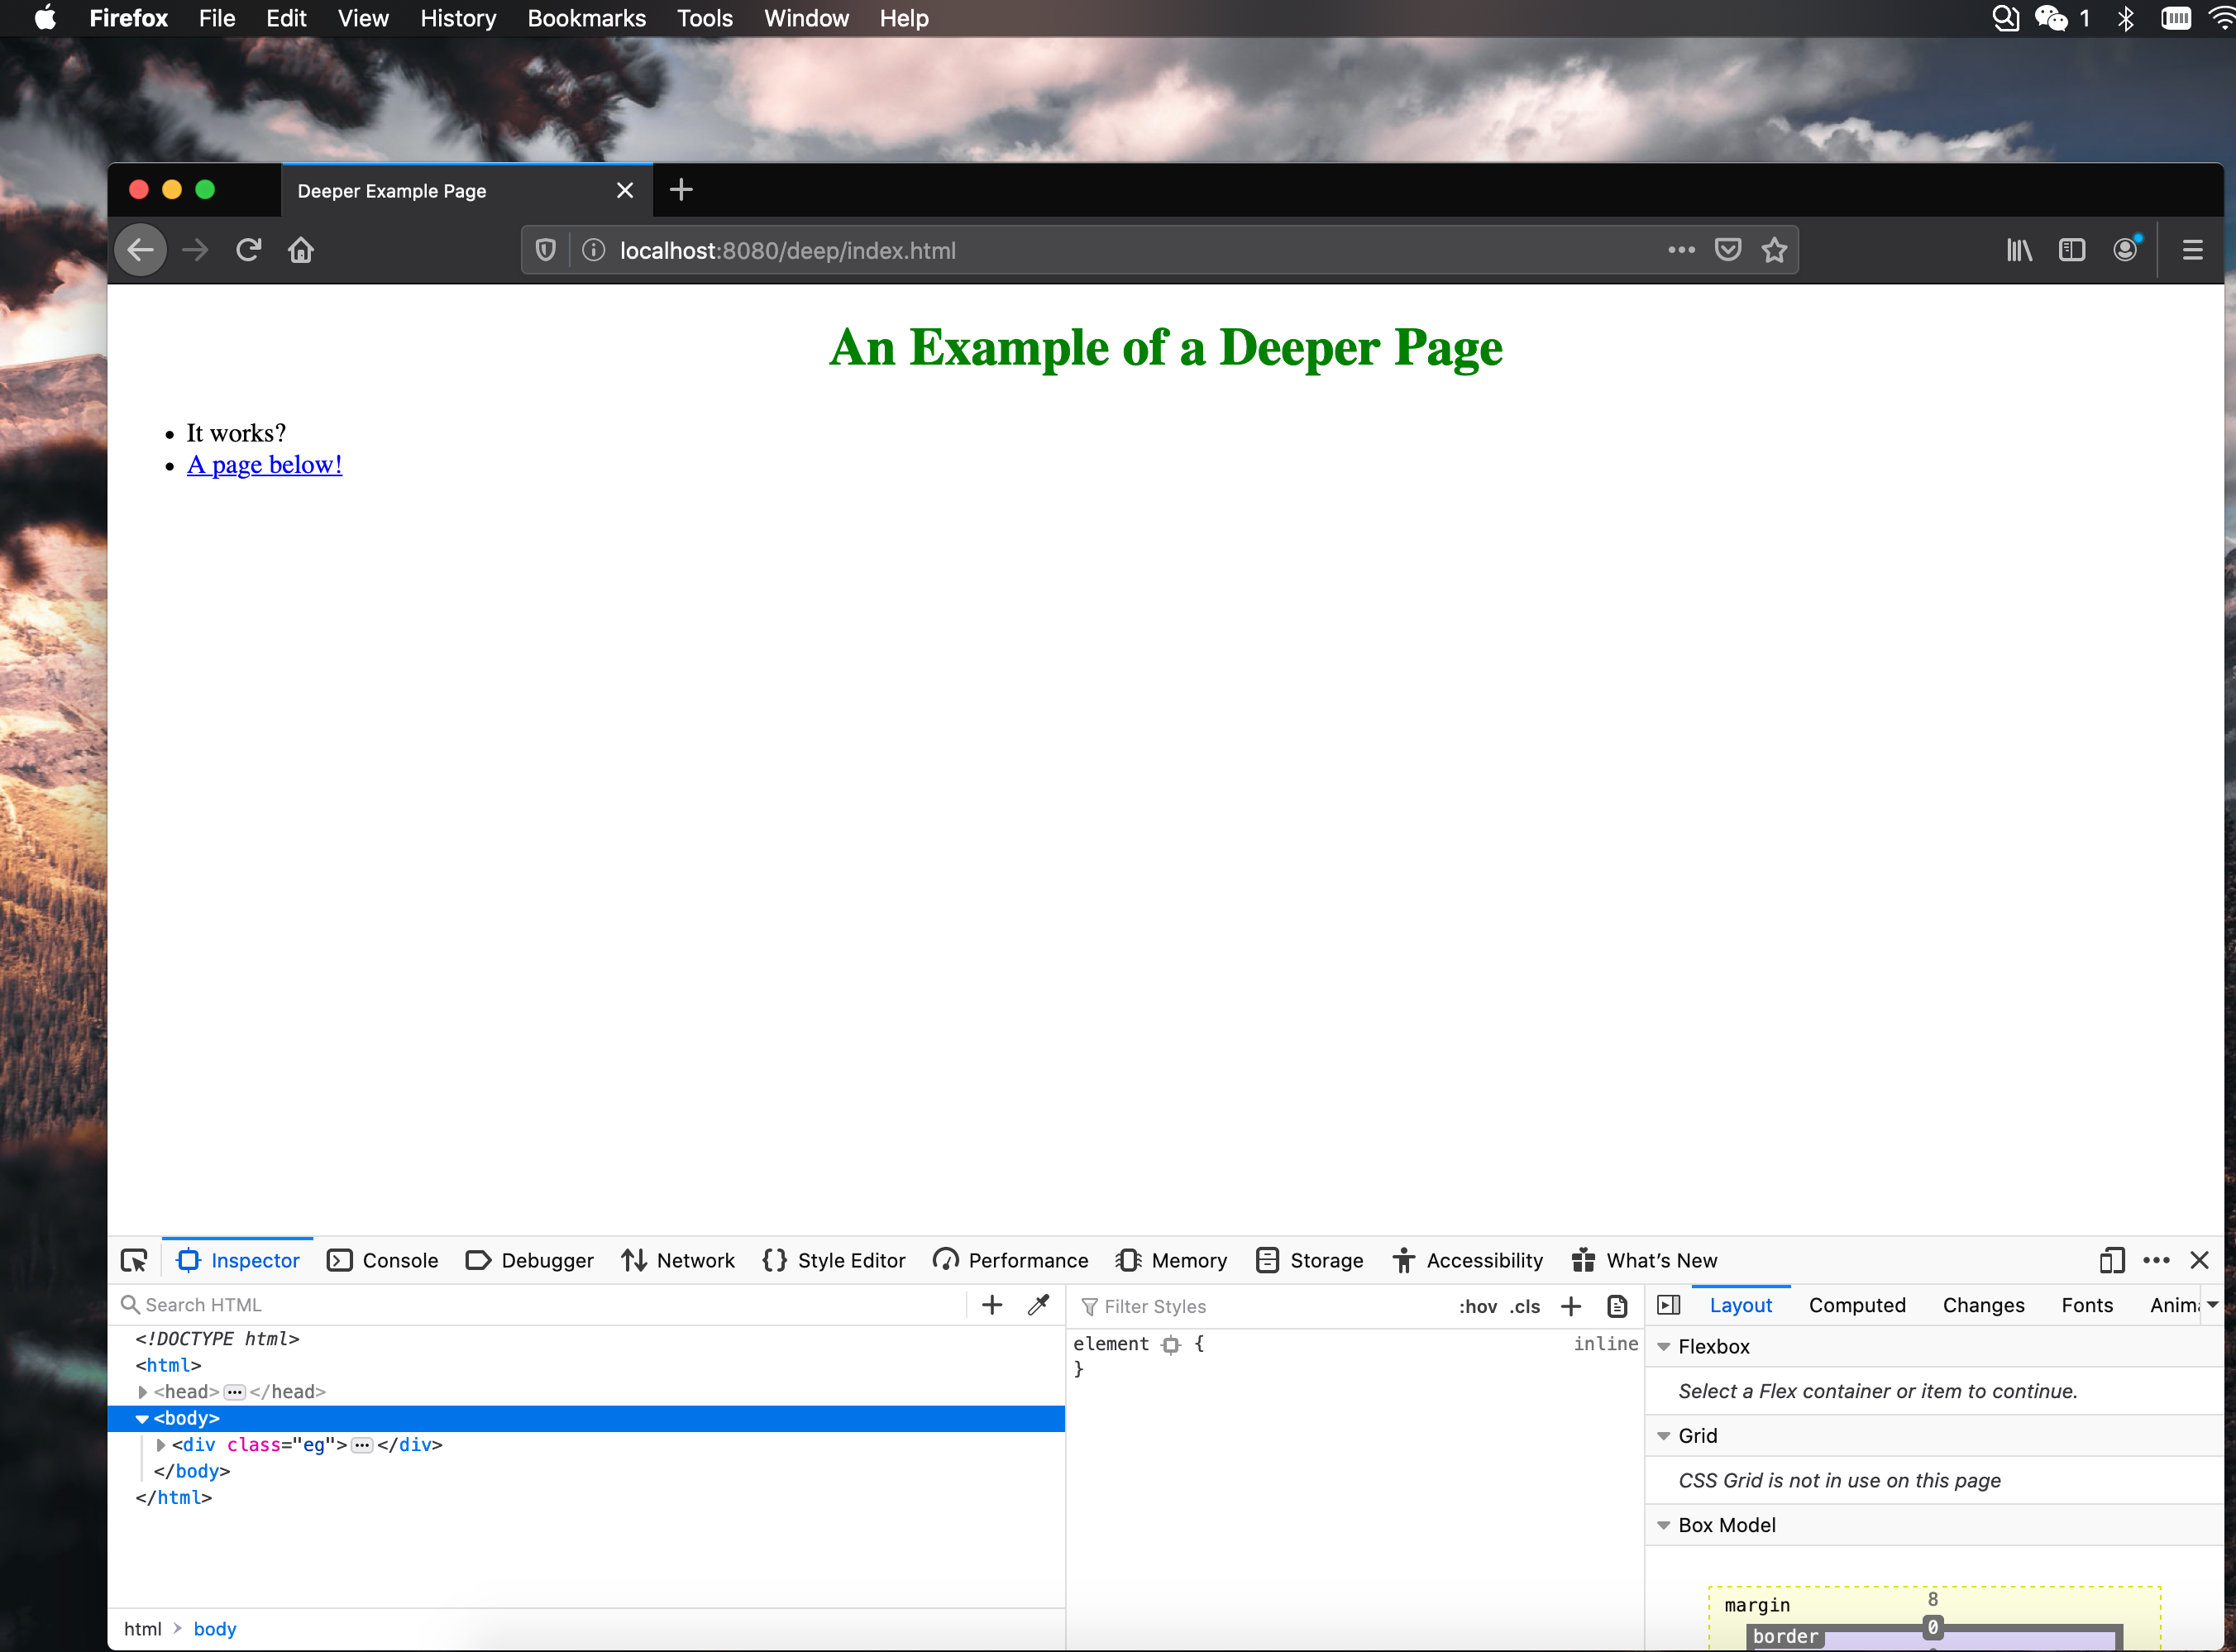 Firefox File Edit View History Bookmarks Tools Window Help 1
Deeper Example Page
localhost:8080/deep/index.html
An Example of a Deeper Page
It works?
A page below!
Inspector Console Debugger Network Style Editor Performance Memory Storage Accessibility What's New
Search HTML
Filter Styles :hov .cls
Layout Computed Changes Fonts Anim
<!DOCTYPE html>
<html>
<head>…</head>
<body>
<div class="eg">…</div>
</body>
</html>
element { inline
}
Flexbox
Select a Flex container or item to continue.
Grid
CSS Grid is not in use on this page
Box Model
margin 8
border 0
html > body